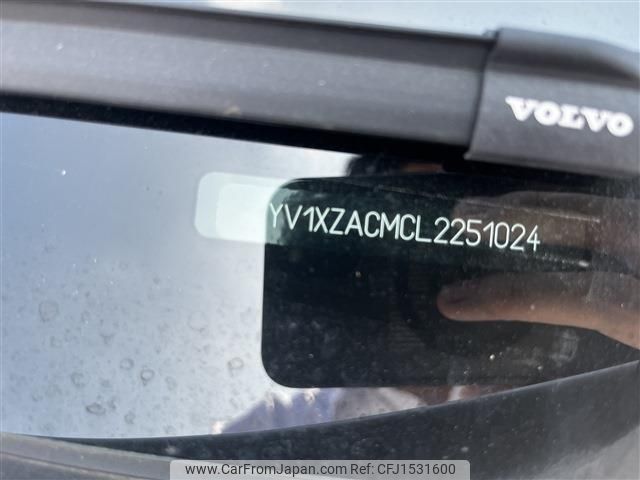 VOLVO
YV1XZACMCL2251024
www.CarFromJapan.com | Ref: CFJ1531600